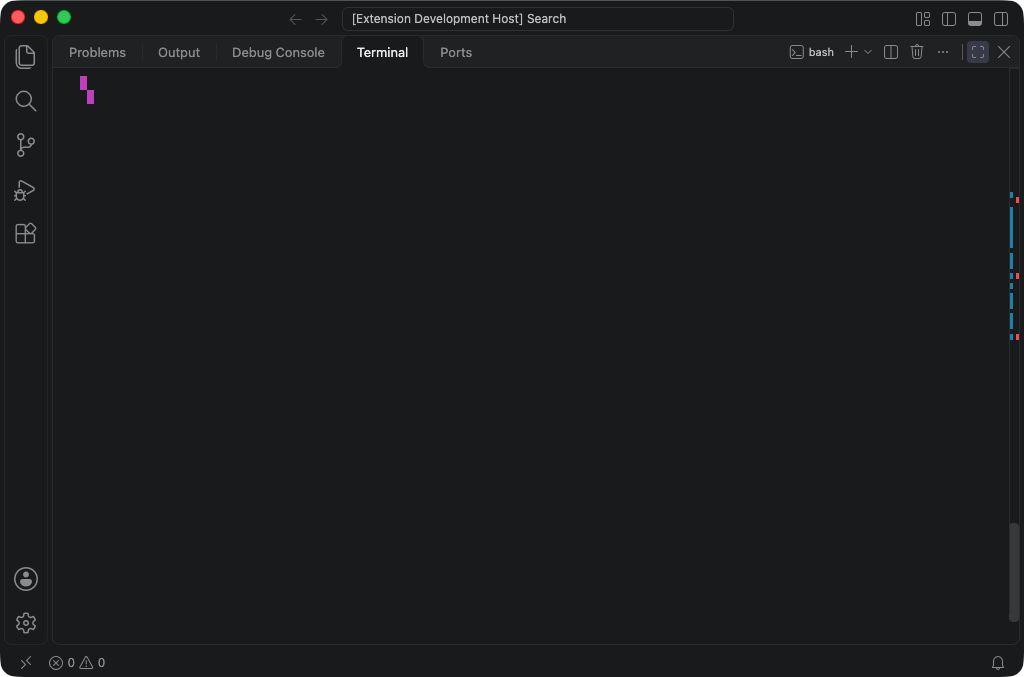 [Extension Development Host] Search
Problems Output Debug Console Terminal Ports bash
0 0